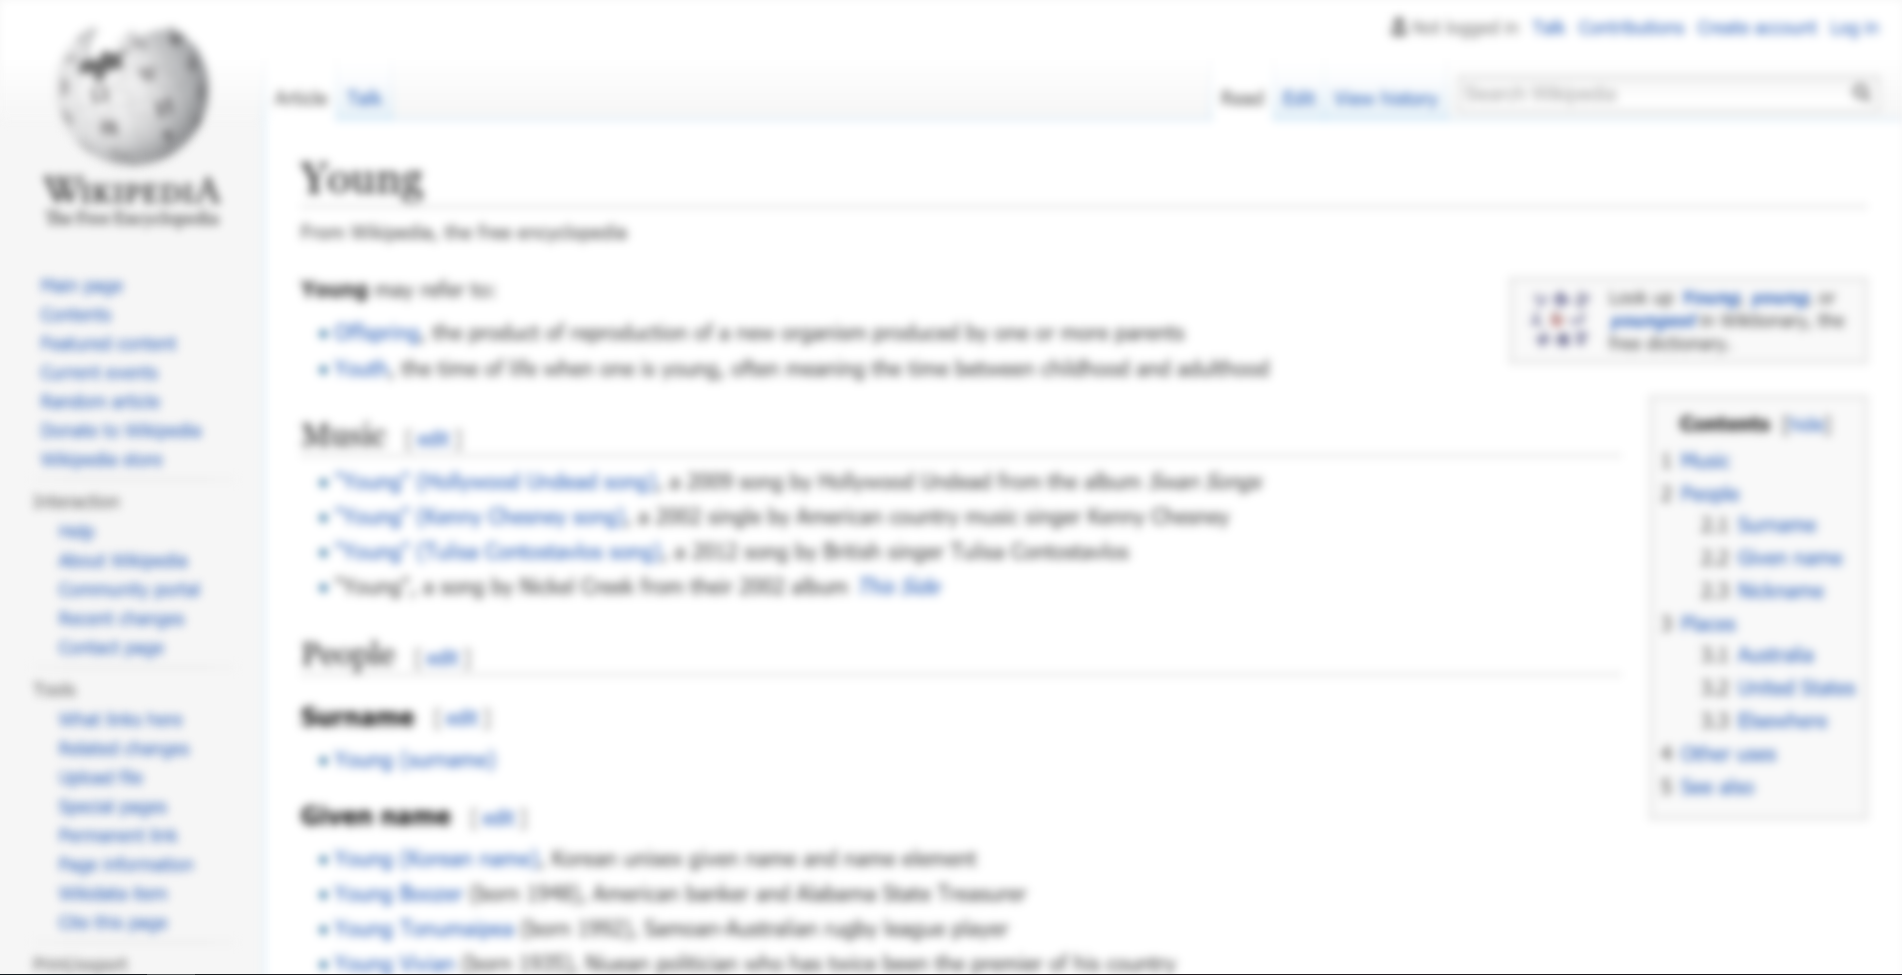 Not logged in Talk Contributions Create account Log in
Article Talk Read Edit View history Search Wikipedia
WIKIPEDIA
The Free Encyclopedia
Young
From Wikipedia, the free encyclopedia
Young may refer to:
• Offspring, the product of reproduction of a new organism produced by one or more parents
• Youth, the time of life when one is young, often meaning the time between childhood and adulthood
Look up Young, young, or
youngest in Wiktionary, the
free dictionary.
Music [ edit ]
• "Young" (Hollywood Undead song), a 2009 song by Hollywood Undead from the album Swan Songs
• "Young" (Kenny Chesney song), a 2002 single by American country music singer Kenny Chesney
• "Young" (Tulisa Contostavlos song), a 2012 song by British singer Tulisa Contostavlos
• "Young", a song by Nickel Creek from their 2002 album This Side
People [ edit ]
Surname [ edit ]
• Young (surname)
Given name [ edit ]
• Young (Korean name), Korean unisex given name and name element
• Young Boozer (born 1948), American banker and Alabama State Treasurer
• Young Tonumaipea (born 1992), Samoan-Australian rugby league player
• Young Vivian (born 1935), Niuean politician who has twice been the premier of his country
Contents [hide]
1 Music
2 People
2.1 Surname
2.2 Given name
2.3 Nickname
3 Places
3.1 Australia
3.2 United States
3.3 Elsewhere
4 Other uses
5 See also
Main page
Contents
Featured content
Current events
Random article
Donate to Wikipedia
Wikipedia store
Interaction
Help
About Wikipedia
Community portal
Recent changes
Contact page
Tools
What links here
Related changes
Upload file
Special pages
Permanent link
Page information
Wikidata item
Cite this page
Print/export